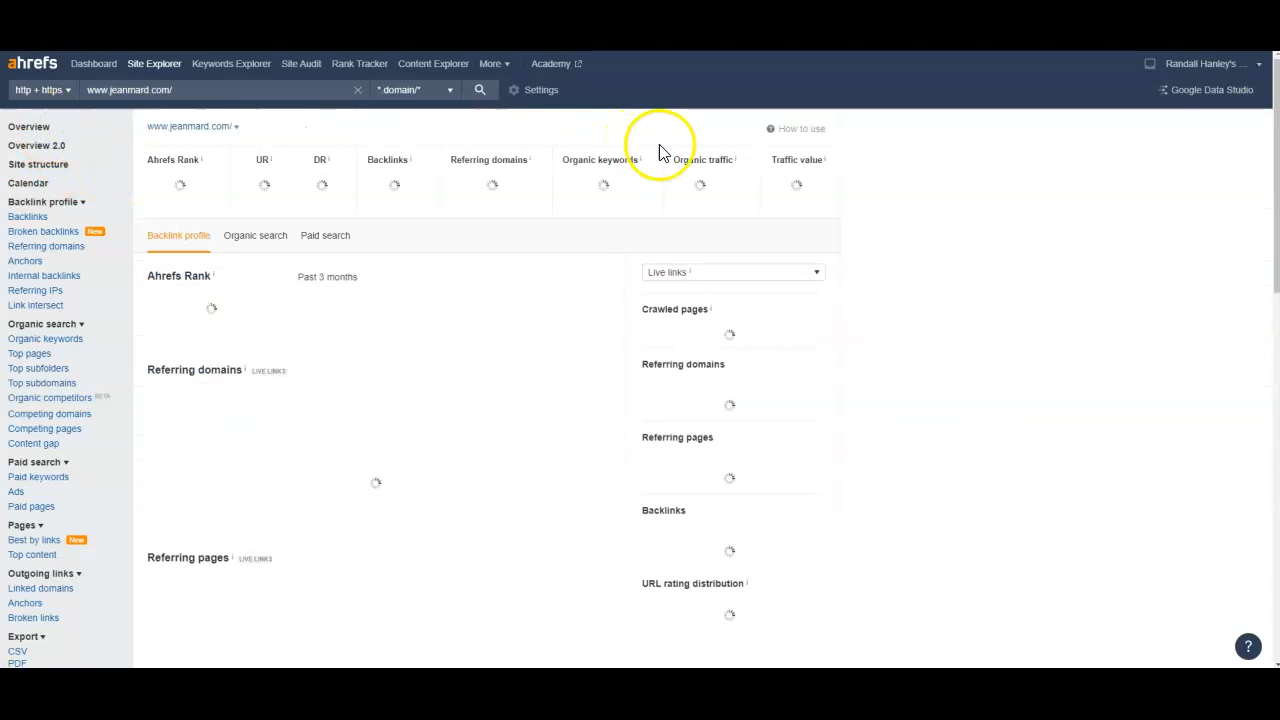 ahrefs Dashboard Site Explorer Keywords Explorer Site Audit Rank Tracker Content Explorer More Academy Randall Hanley's ...
http + https www.jeanmard.com/ *.domain/* Settings Google Data Studio
Overview
Overview 2.0
Site structure
Calendar
Backlink profile
Backlinks
Broken backlinks New
Referring domains
Anchors
Internal backlinks
Referring IPs
Link intersect
Organic search
Organic keywords
Top pages
Top subfolders
Top subdomains
Organic competitors BETA
Competing domains
Competing pages
Content gap
Paid search
Paid keywords
Ads
Paid pages
Pages
Best by links New
Top content
Outgoing links
Linked domains
Anchors
Broken links
Export
CSV
PDF
www.jeanmard.com/ How to use
Ahrefs Rank UR DR Backlinks Referring domains Organic keywords Organic traffic Traffic value
Backlink profile Organic search Paid search
Ahrefs Rank Past 3 months
Referring domains LIVE LINKS
Referring pages LIVE LINKS
Live links
Crawled pages
Referring domains
Referring pages
Backlinks
URL rating distribution
?